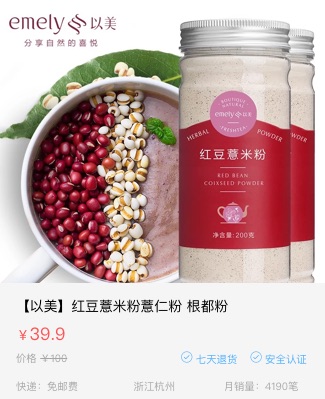 emely 以美
分享自然的喜悦
BOUTIQUE
NATURAL
emely 以美
FRESHTEA
HERBAL POWDER
红豆薏米粉
RED BEAN
COIXSEED POWDER
净含量:200克
【以美】红豆薏米粉薏仁粉 根都粉
￥39.9
价格 ￥100
七天退货 安全认证
快递: 免邮费 浙江杭州 月销量: 4190笔